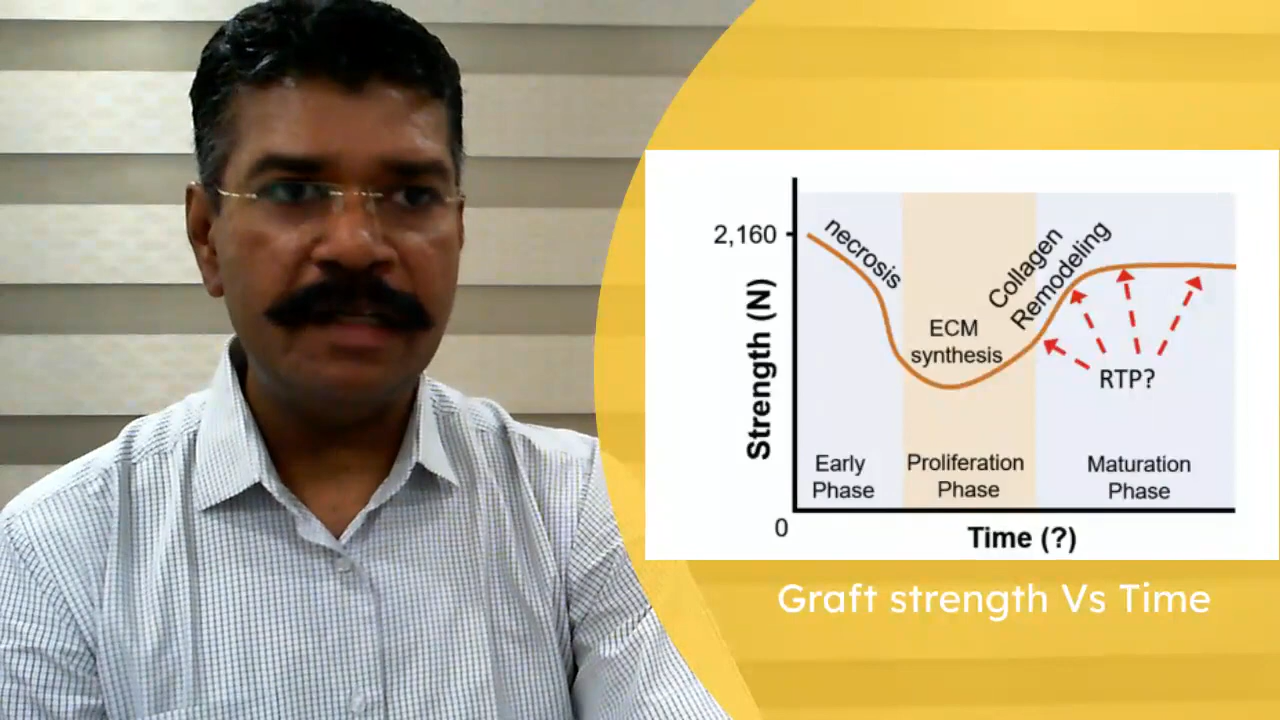 2,160
Strength (N)
necrosis
ECM
synthesis
Collagen
Remodeling
RTP?
Early
Phase
Proliferation
Phase
Maturation
Phase
0
Time (?)
Graft strength Vs Time